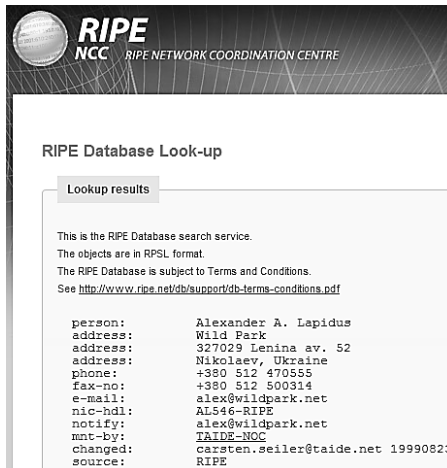 RIPE
NCC RIPE NETWORK COORDINATION CENTRE
RIPE Database Look-up
Lookup results
This is the RIPE Database search service.
The objects are in RPSL format.
The RIPE Database is subject to Terms and Conditions.
See http://www.ripe.net/db/support/db-terms-conditions.pdf
person: Alexander A. Lapidus
address: Wild Park
address: 327029 Lenina av. 52
address: Nikolaev, Ukraine
phone: +380 512 470555
fax-no: +380 512 500314
e-mail: alex@wildpark.net
nic-hdl: AL546-RIPE
notify: alex@wildpark.net
mnt-by: TAIDE-NOC
changed: carsten.seiler@taide.net 1999082
source: RIPE